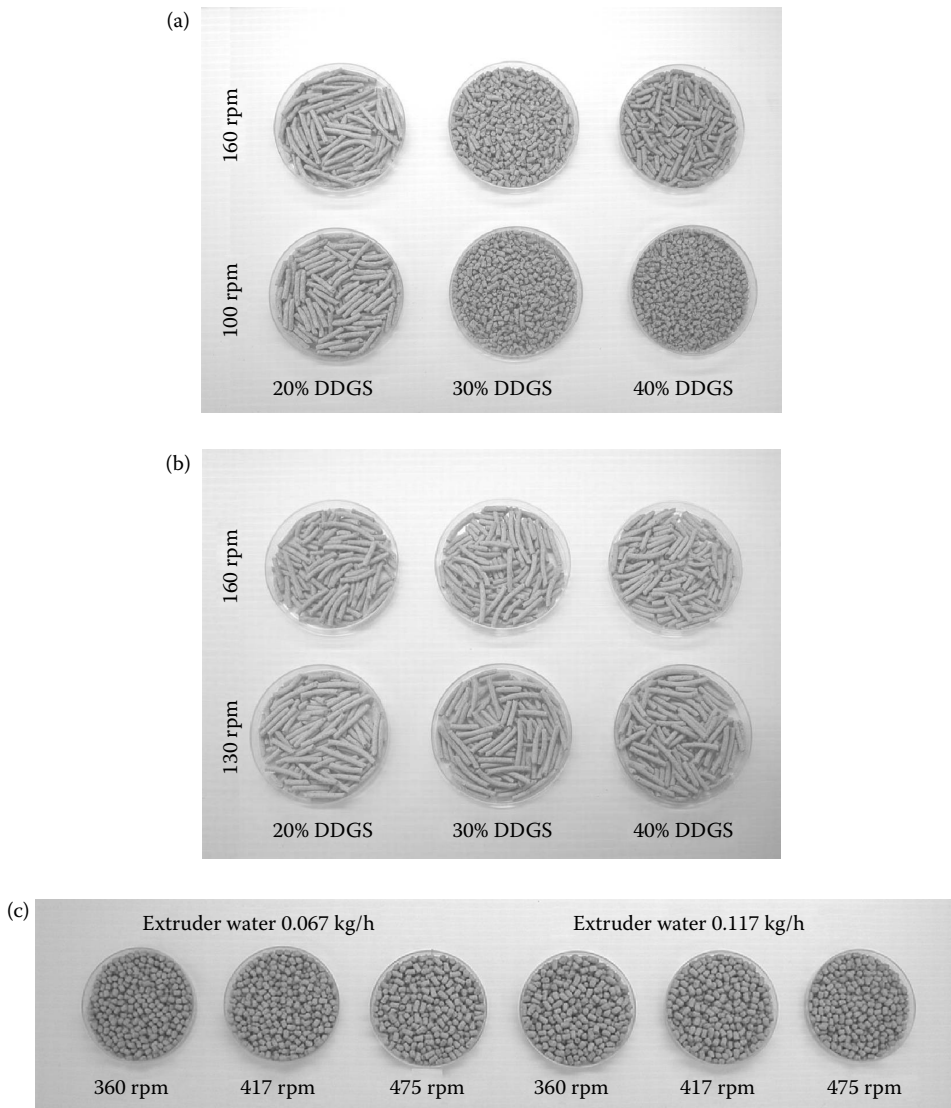 (a)
160 rpm
100 rpm
20% DDGS
30% DDGS
40% DDGS
(b)
160 rpm
130 rpm
20% DDGS
30% DDGS
40% DDGS
(c)
Extruder water 0.067 kg/h
Extruder water 0.117 kg/h
360 rpm
417 rpm
475 rpm
360 rpm
417 rpm
475 rpm